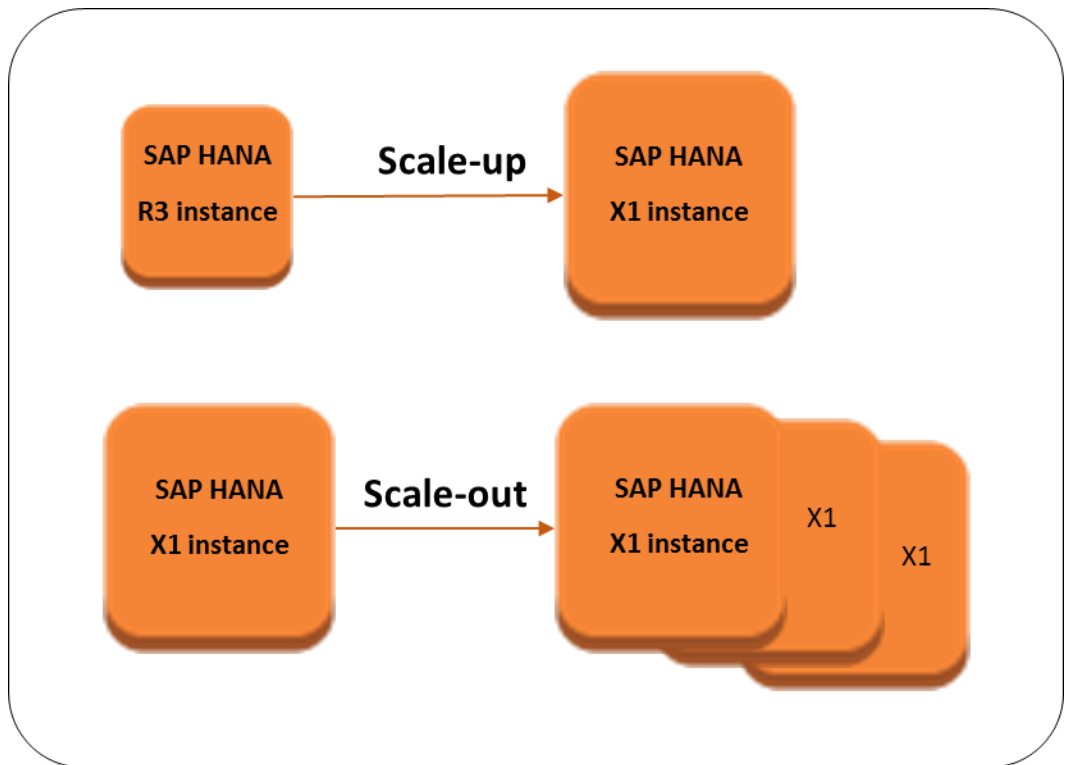 SAP HANA
R3 instance
Scale-up
SAP HANA
X1 instance
SAP HANA
X1 instance
Scale-out
SAP HANA
X1 instance
X1
X1